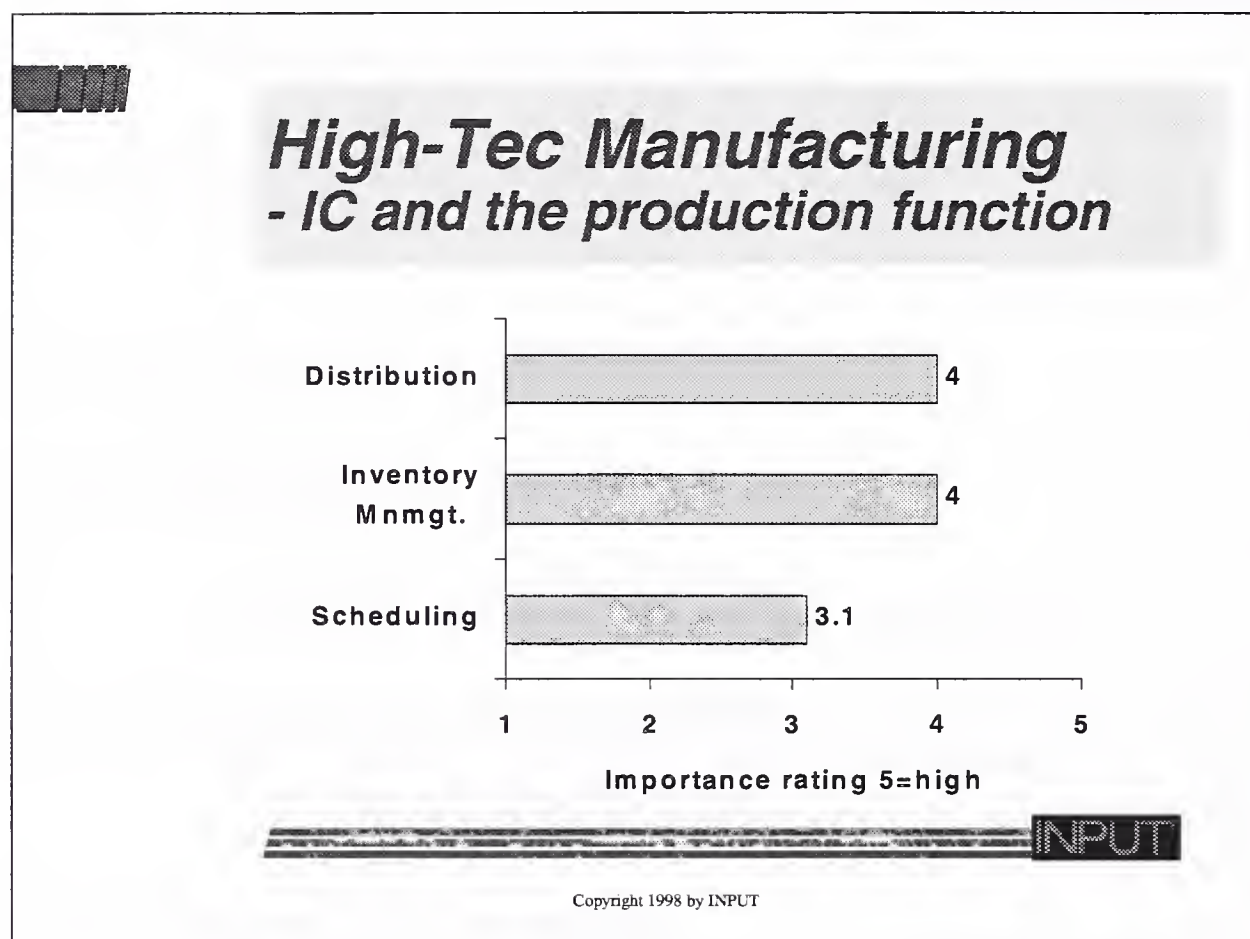 High-Tec Manufacturing
- IC and the production function
Distribution
4
Inventory
Mnmgt.
4
Scheduling
3.1
1 2 3 4 5
Importance rating 5=high
INPUT
Copyright 1998 by INPUT